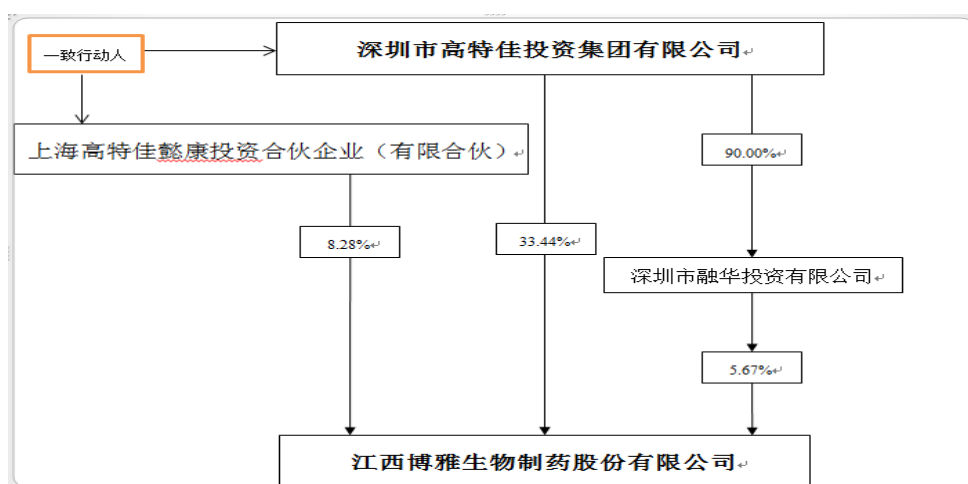 一致行动人
深圳市高特佳投资集团有限公司
上海高特佳懿康投资合伙企业（有限合伙）
90.00%
8.28%
33.44%
深圳市融华投资有限公司
5.67%
江西博雅生物制药股份有限公司